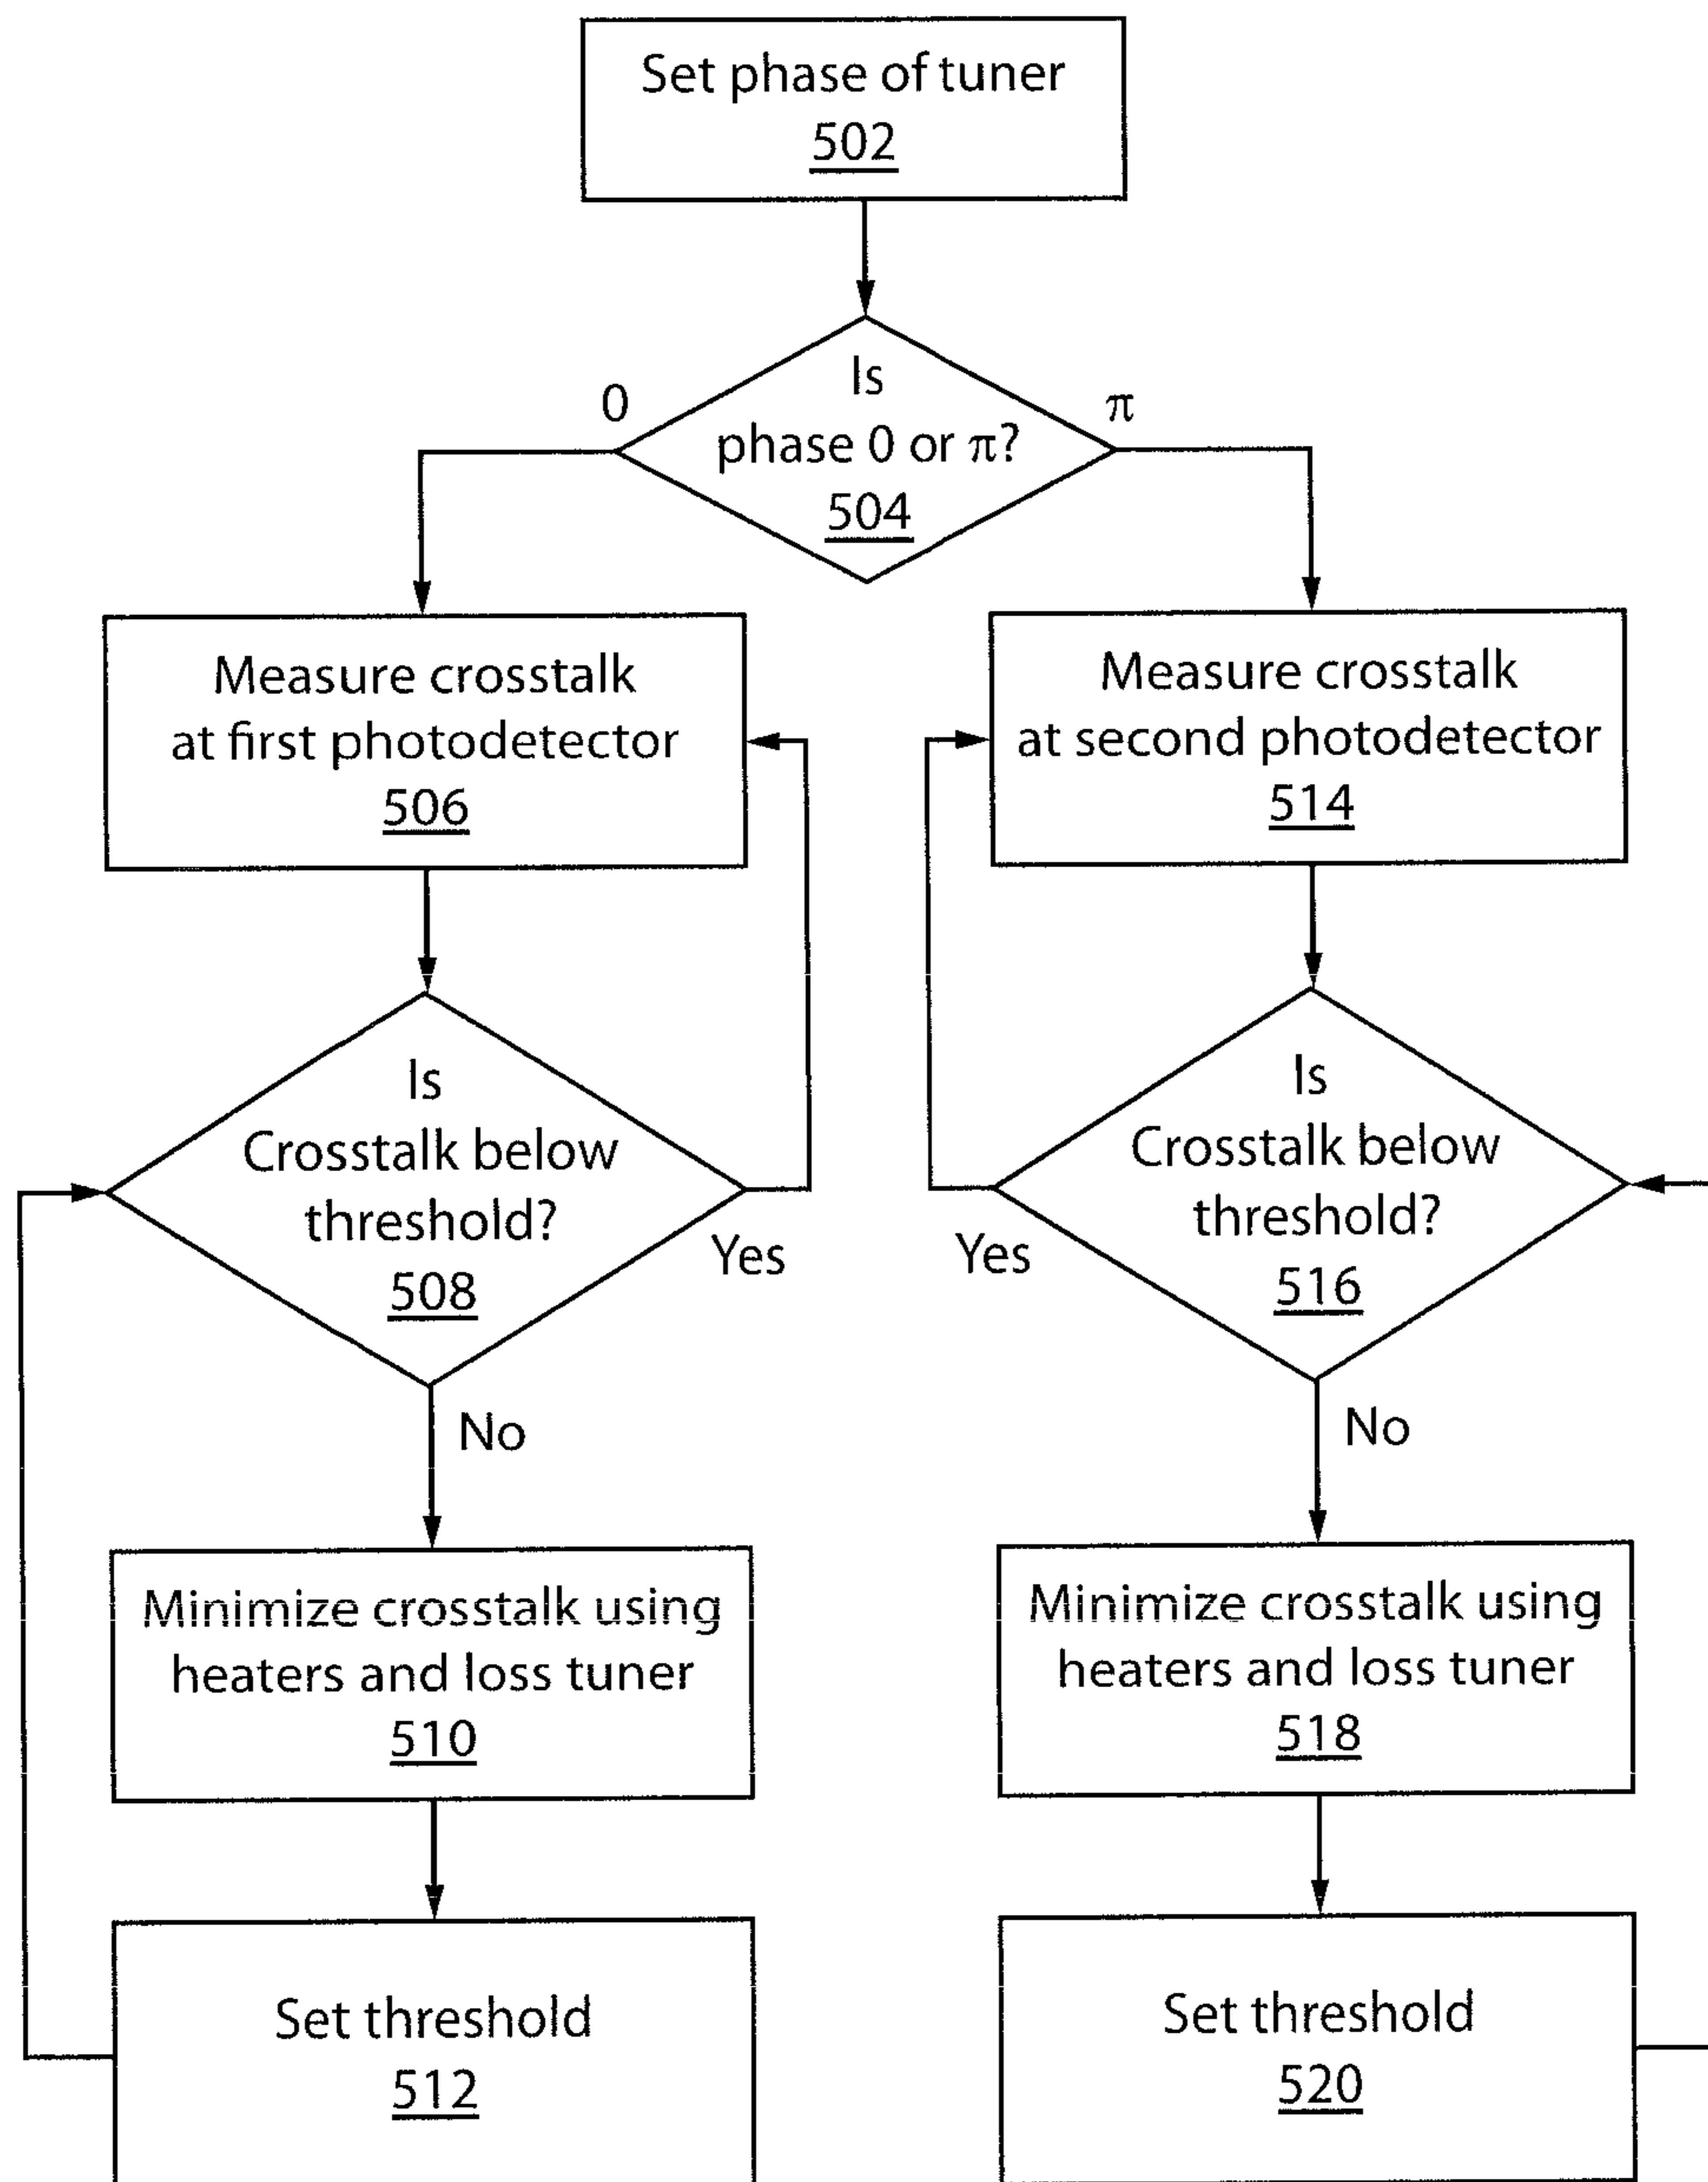 Set phase of tuner
502
Is
phase 0 or π?
504
0
π
Measure crosstalk
at first photodetector
506
Measure crosstalk
at second photodetector
514
Is
Crosstalk below
threshold?
508
Yes
No
Is
Crosstalk below
threshold?
516
Yes
No
Minimize crosstalk using
heaters and loss tuner
510
Minimize crosstalk using
heaters and loss tuner
518
Set threshold
512
Set threshold
520